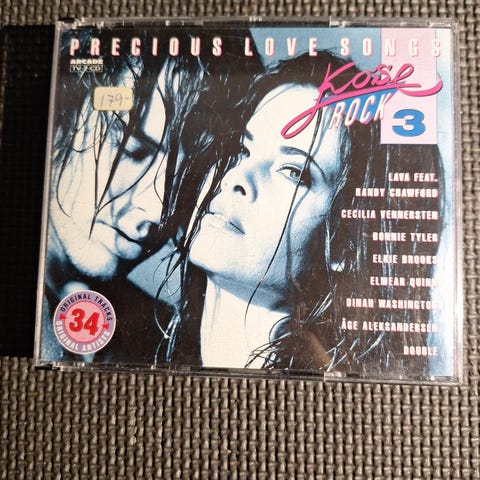 PRECIOUS LOVE SONGS
ARCADE
TV-2-CD
179-
Kose
ROCK
3
LAVA FEAT.
RANDY CRAWFORD
CECILIA VENNERSTEN
BONNIE TYLER
ELKIE BROOKS
ELMEAR QUINN
DINAH WASHINGTON
ÅGE ALEKSANDERSEN
DOUBLE
ORIGINAL TRACKS
34
ORIGINAL ARTISTS